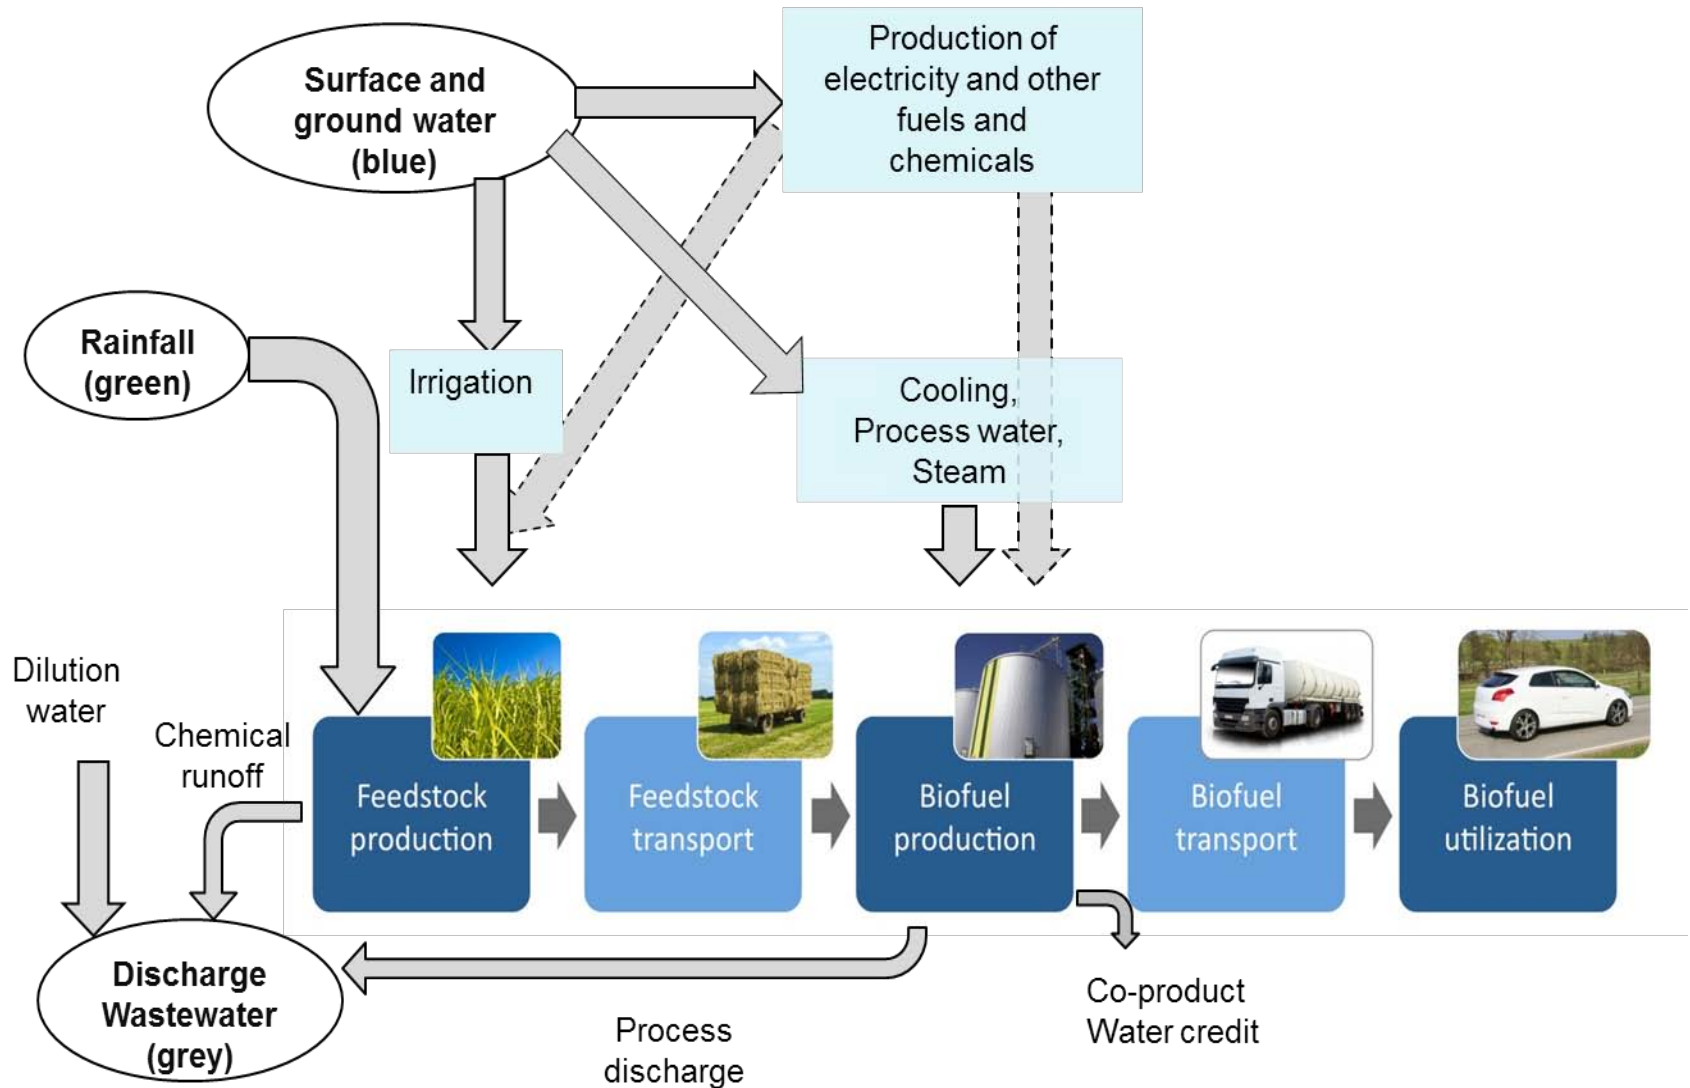 Surface and
ground water
(blue)
Production of
electricity and other
fuels and
chemicals
Rainfall
(green)
Irrigation
Cooling,
Process water,
Steam
Dilution
water
Chemical
runoff
Feedstock
production
Feedstock
transport
Biofuel
production
Biofuel
transport
Biofuel
utilization
Discharge
Wastewater
(grey)
Process
discharge
Co-product
Water credit